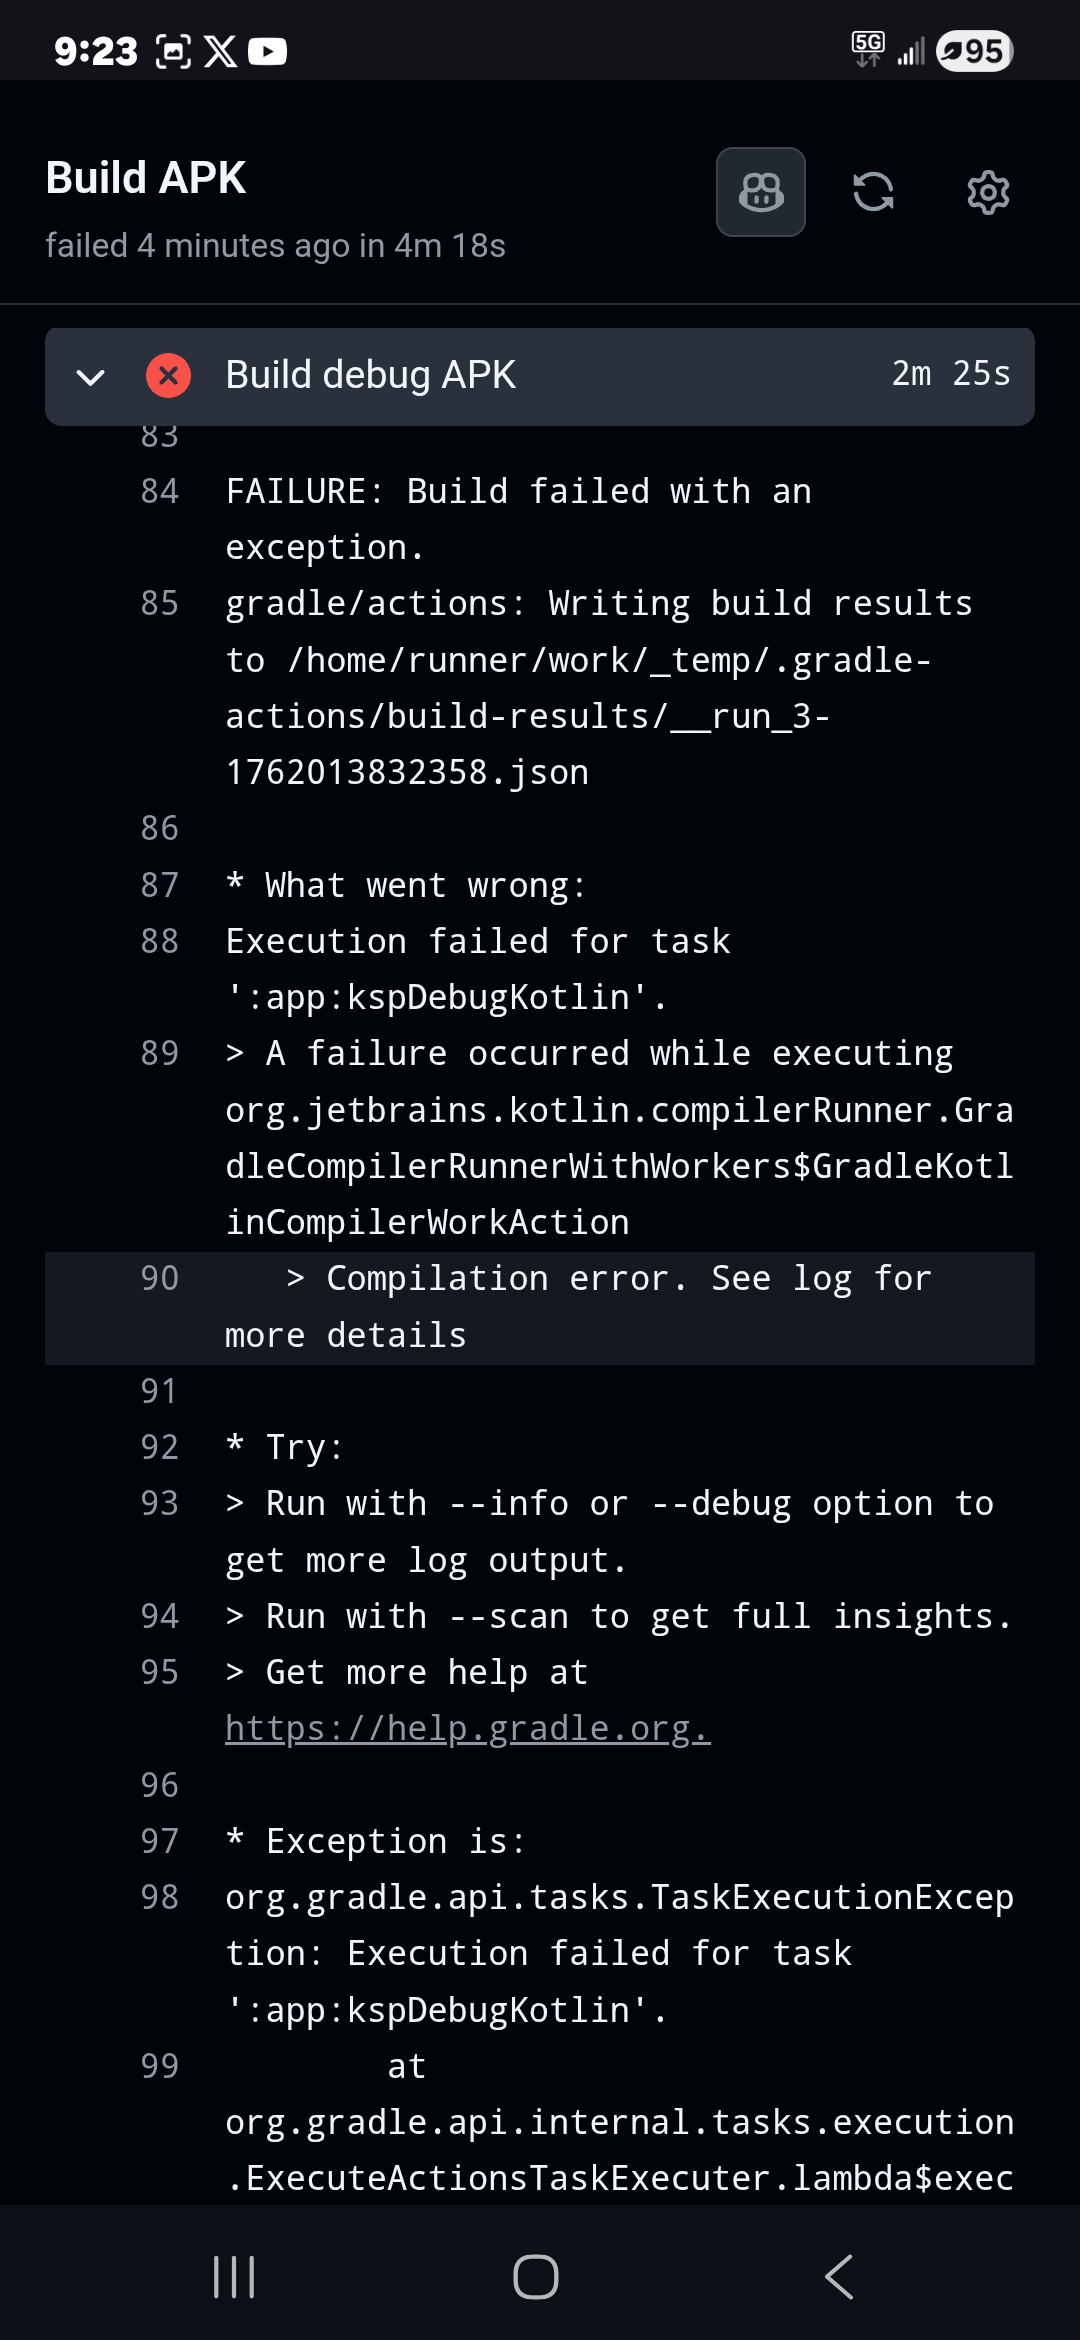 9:23
5G
95
Build APK
failed 4 minutes ago in 4m 18s
Build debug APK 2m 25s
83
84 FAILURE: Build failed with an
exception.
85 gradle/actions: Writing build results
to /home/runner/work/_temp/.gradle-
actions/build-results/__run_3-
1762013832358.json
86
87 * What went wrong:
88 Execution failed for task
':app:kspDebugKotlin'.
89 > A failure occurred while executing
org.jetbrains.kotlin.compilerRunner.Gra
dleCompilerRunnerWithWorkers$GradleKotl
inCompilerWorkAction
90 > Compilation error. See log for
more details
91
92 * Try:
93 > Run with --info or --debug option to
get more log output.
94 > Run with --scan to get full insights.
95 > Get more help at
https://help.gradle.org.
96
97 * Exception is:
98 org.gradle.api.tasks.TaskExecutionExcep
tion: Execution failed for task
':app:kspDebugKotlin'.
99 at
org.gradle.api.internal.tasks.execution
.ExecuteActionsTaskExecuter.lambda$exec